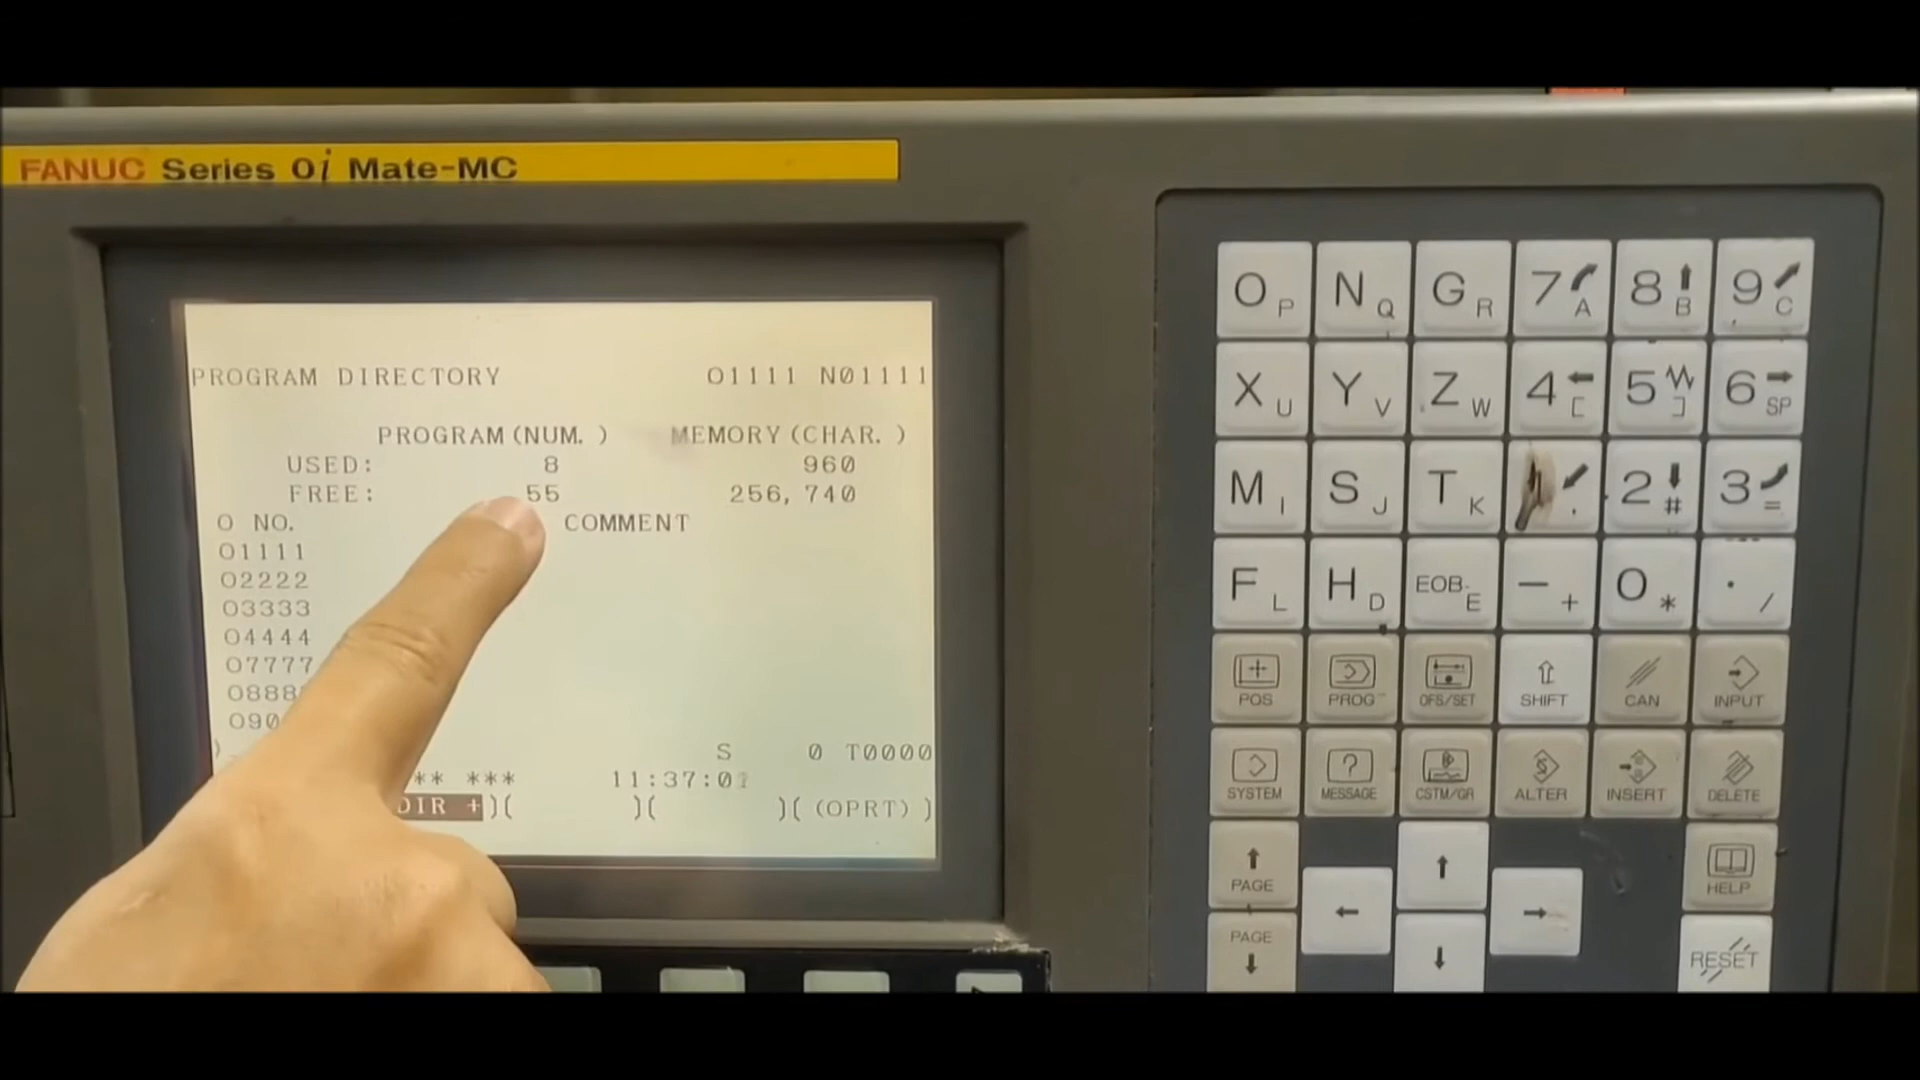 FANUC Series 0i Mate-MC
PROGRAM DIRECTORY O1111 N01111
PROGRAM (NUM. ) MEMORY (CHAR. )
USED: 8 960
FREE: 55 256,740
O NO. COMMENT
O1111
O2222
O3333
O4444
O7777
S 0 T0000
** *** 11:37:01
DIR +)( )( )( (OPRT) )
O P N Q G R 7 A 8 B 9 C
X U Y V Z W 4 [ 5 ] 6 SP
M I S J T K , 2 # 3 =
F L H D EOB E - + 0 * . /
POS PROG OFS/SET SHIFT CAN INPUT
SYSTEM MESSAGE CSTM/GR ALTER INSERT DELETE
PAGE HELP
PAGE RESET